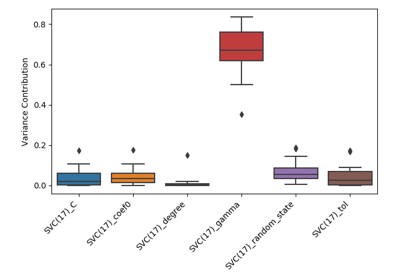 0.8
0.6
0.4
0.2
0.0
Variance Contribution
SVC(17)_C
SVC(17)_coef0
SVC(17)_degree
SVC(17)_gamma
SVC(17)_random_state
SVC(17)_tol